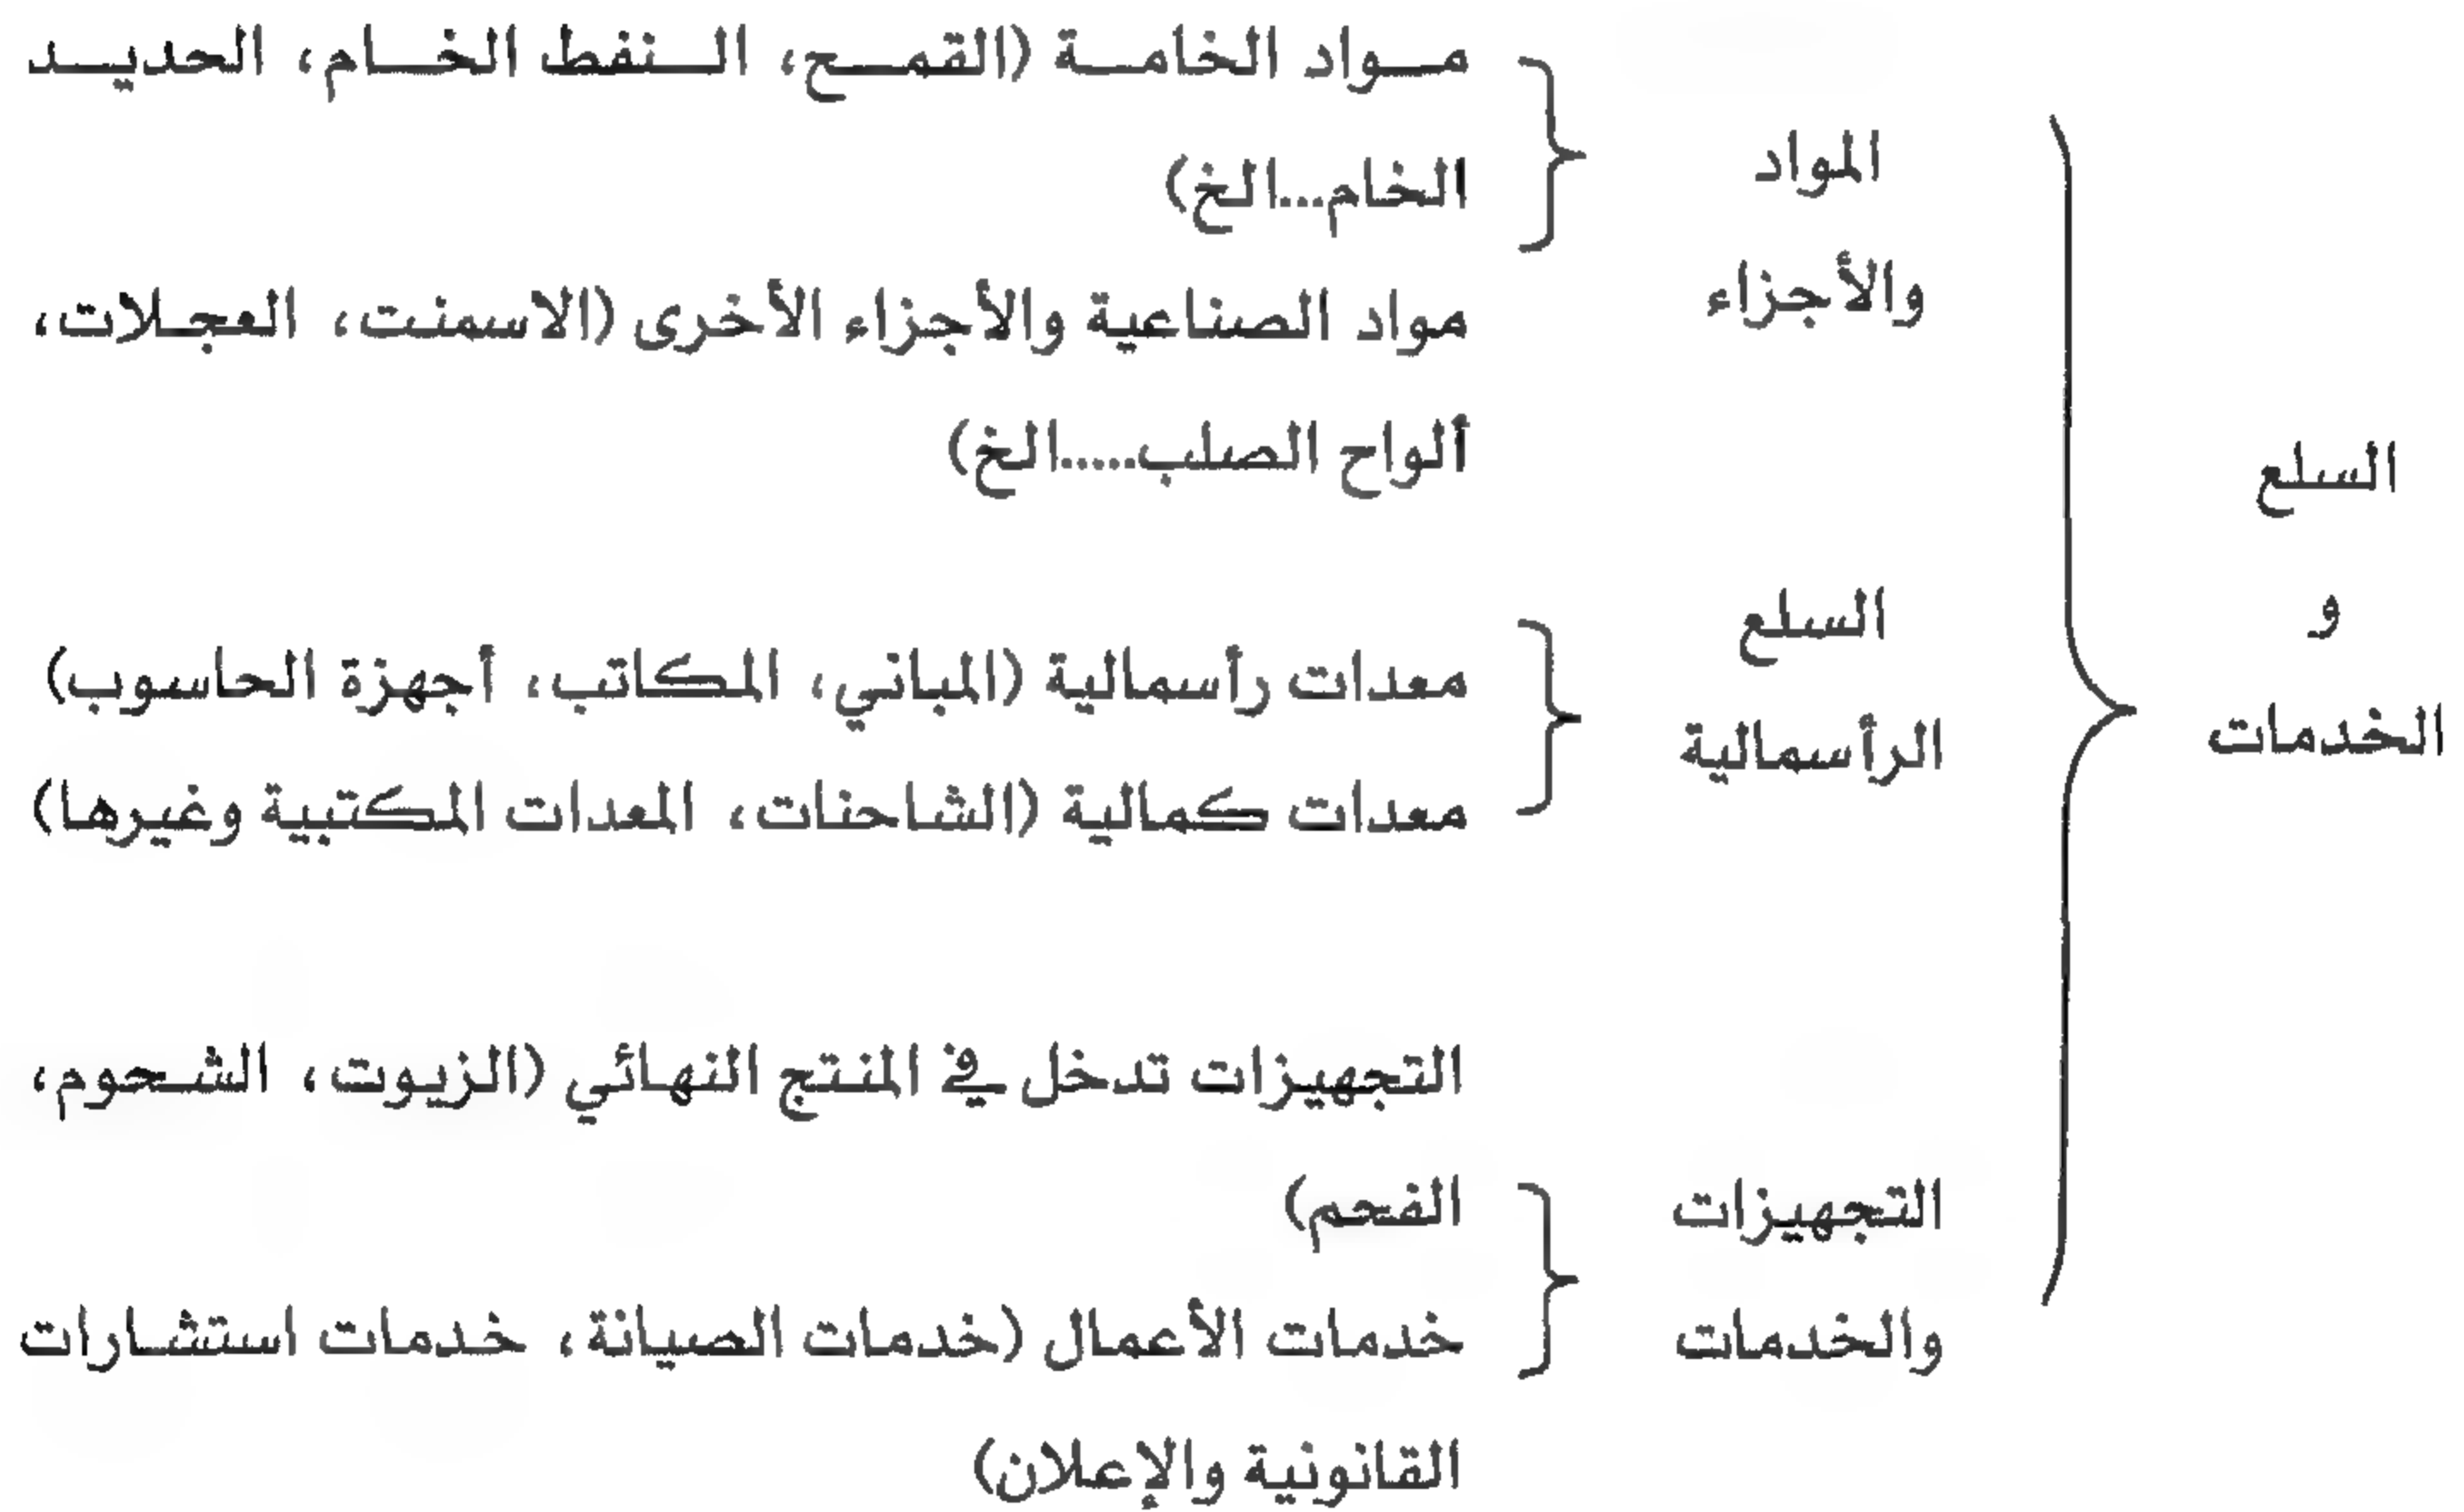 السلع
و
الخدمات
المواد
والأجزاء
مواد الخامة (القمح، النفط الخام، الحديد
الخام...الخ)
مواد الصناعية والأجزاء الأخرى (الاسمنت، العجلات،
ألواح الصلب.....الخ)
السلع
الرأسمالية
معدات رأسمالية (المباني، المكاتب، أجهزة الحاسوب)
معدات كمالية (الشاحنات، المعدات المكتبية وغيرها)
التجهيزات
والخدمات
التجهيزات تدخل في المنتج النهائي (الزيوت، الشحوم،
الفحم)
خدمات الأعمال (خدمات الصيانة، خدمات استشارات
القانونية والإعلان)